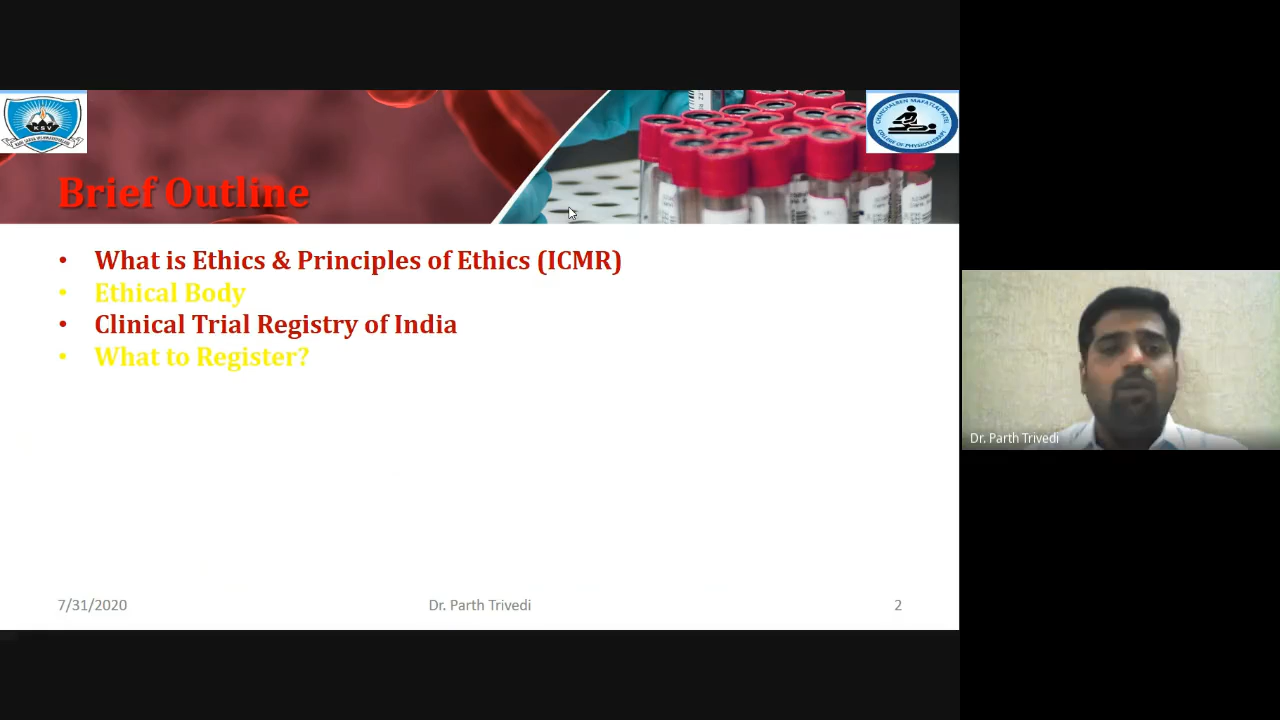 KSV
Brief Outline
• What is Ethics & Principles of Ethics (ICMR)
• Ethical Body
• Clinical Trial Registry of India
• What to Register?
7/31/2020
Dr. Parth Trivedi
2
Dr. Parth Trivedi